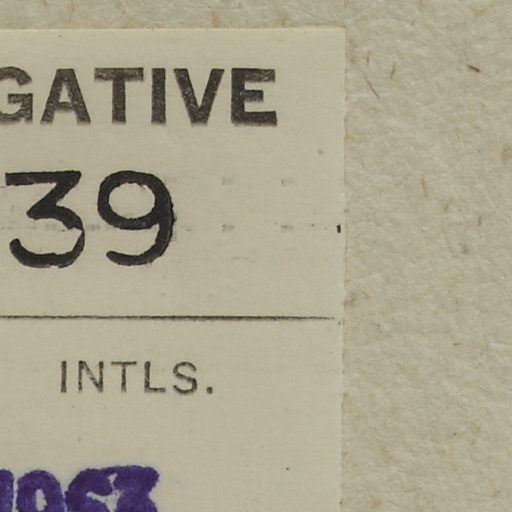 GATIVE
39
INTLS.